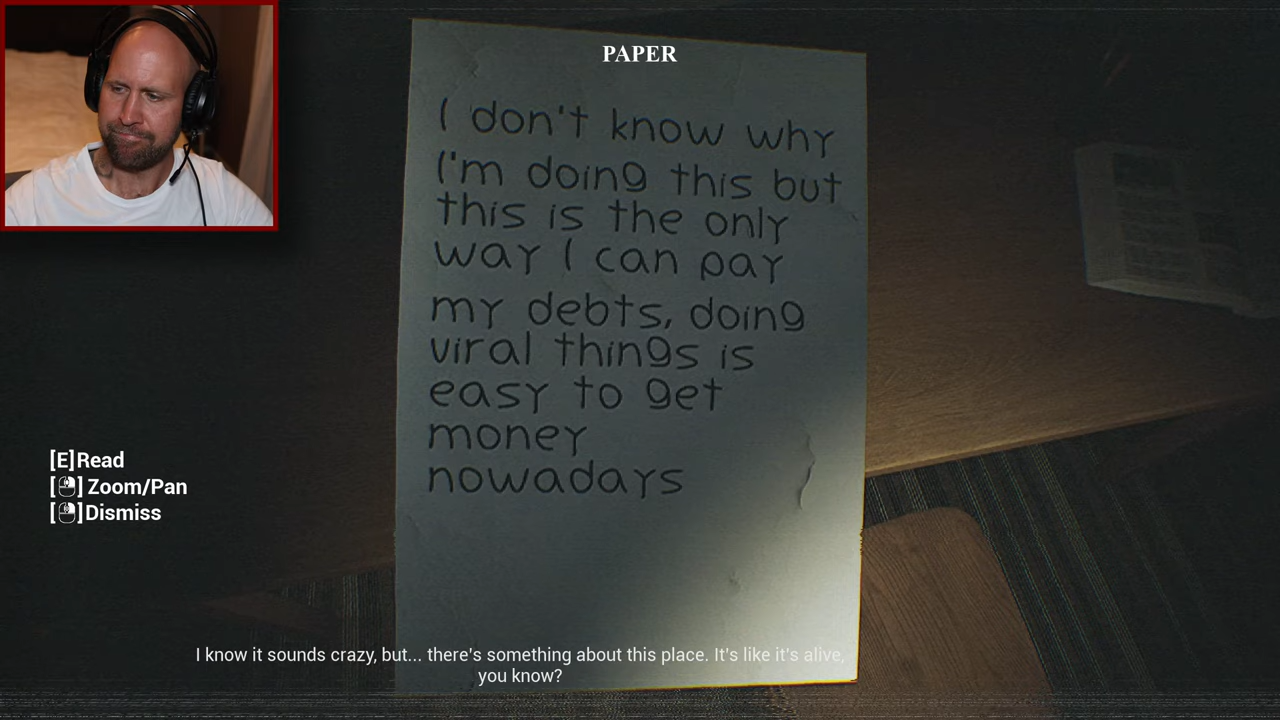 PAPER
I don't know why
I'm doing this but
this is the only
way I can pay
my debts, doing
viral things is
easy to get
money
nowadays
[E]Read
[ ] Zoom/Pan
[ ]Dismiss
I know it sounds crazy, but... there's something about this place. It's like it's alive,
you know?